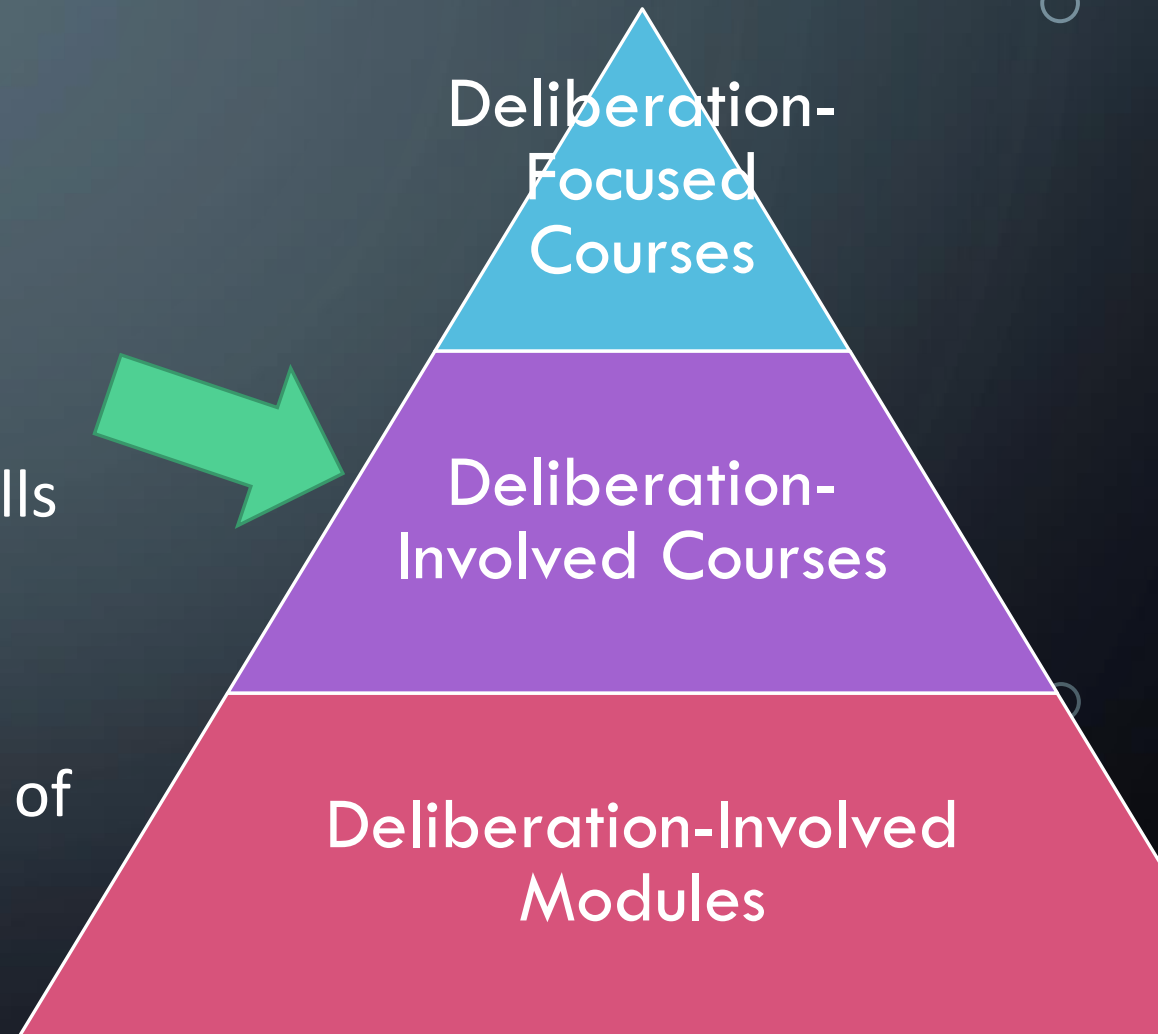 Deliberation-
Focused
Courses
lls
Deliberation-
Involved Courses
of
Deliberation-Involved
Modules